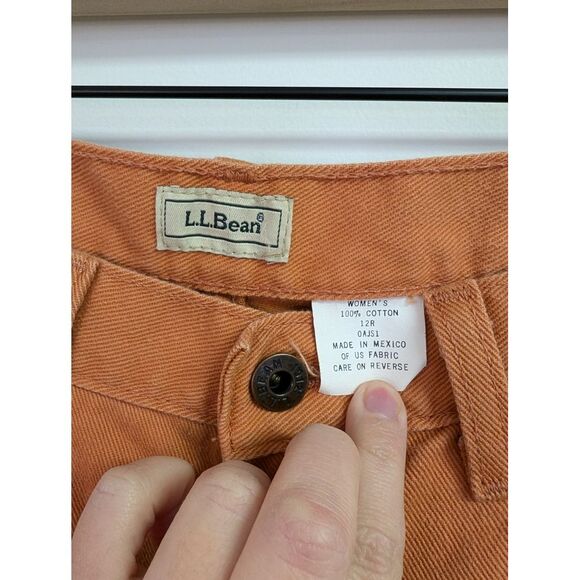 L.L.Bean®
WOMEN'S
100% COTTON
12R
0AJS1
MADE IN MEXICO
OF US FABRIC
CARE ON REVERSE